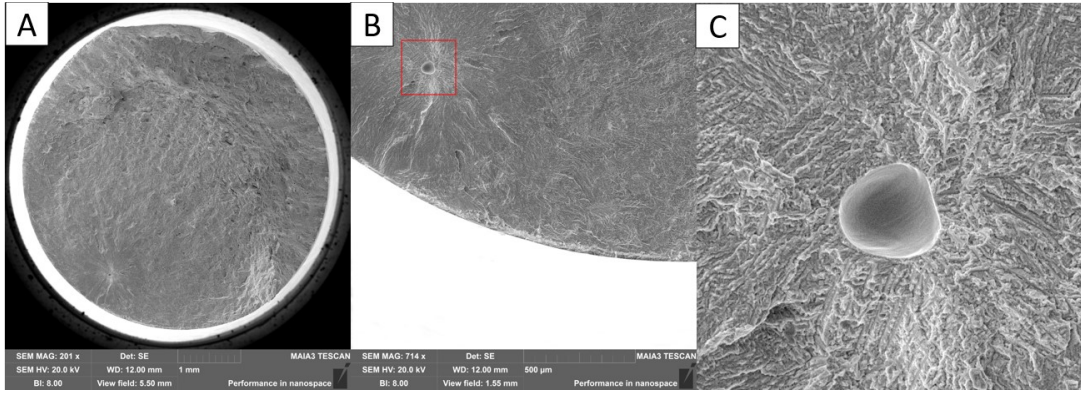 A
B
C
SEM MAG: 201 x
Det: SE
MAIA3 TESCAN
SEM HV: 20.0 kV
WD: 12.00 mm
1 mm
BI: 8.00
View field: 5.50 mm
Performance in nanospace
SEM MAG: 714 x
Det: SE
MAIA3 TESCAN
SEM HV: 20.0 kV
WD: 12.00 mm
500 µm
BI: 8.00
View field: 1.55 mm
Performance in nanospace